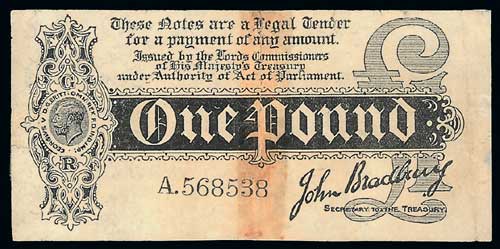 These Notes are a Legal Tender
for a payment of any amount.
Issued by the Lords Commissioners
of His Majesty's Treasury
under Authority of Act of Parliament.
£
G
R
One Pound
A.568538
John Bradbury
SECRETARY TO THE TREASURY.
£1